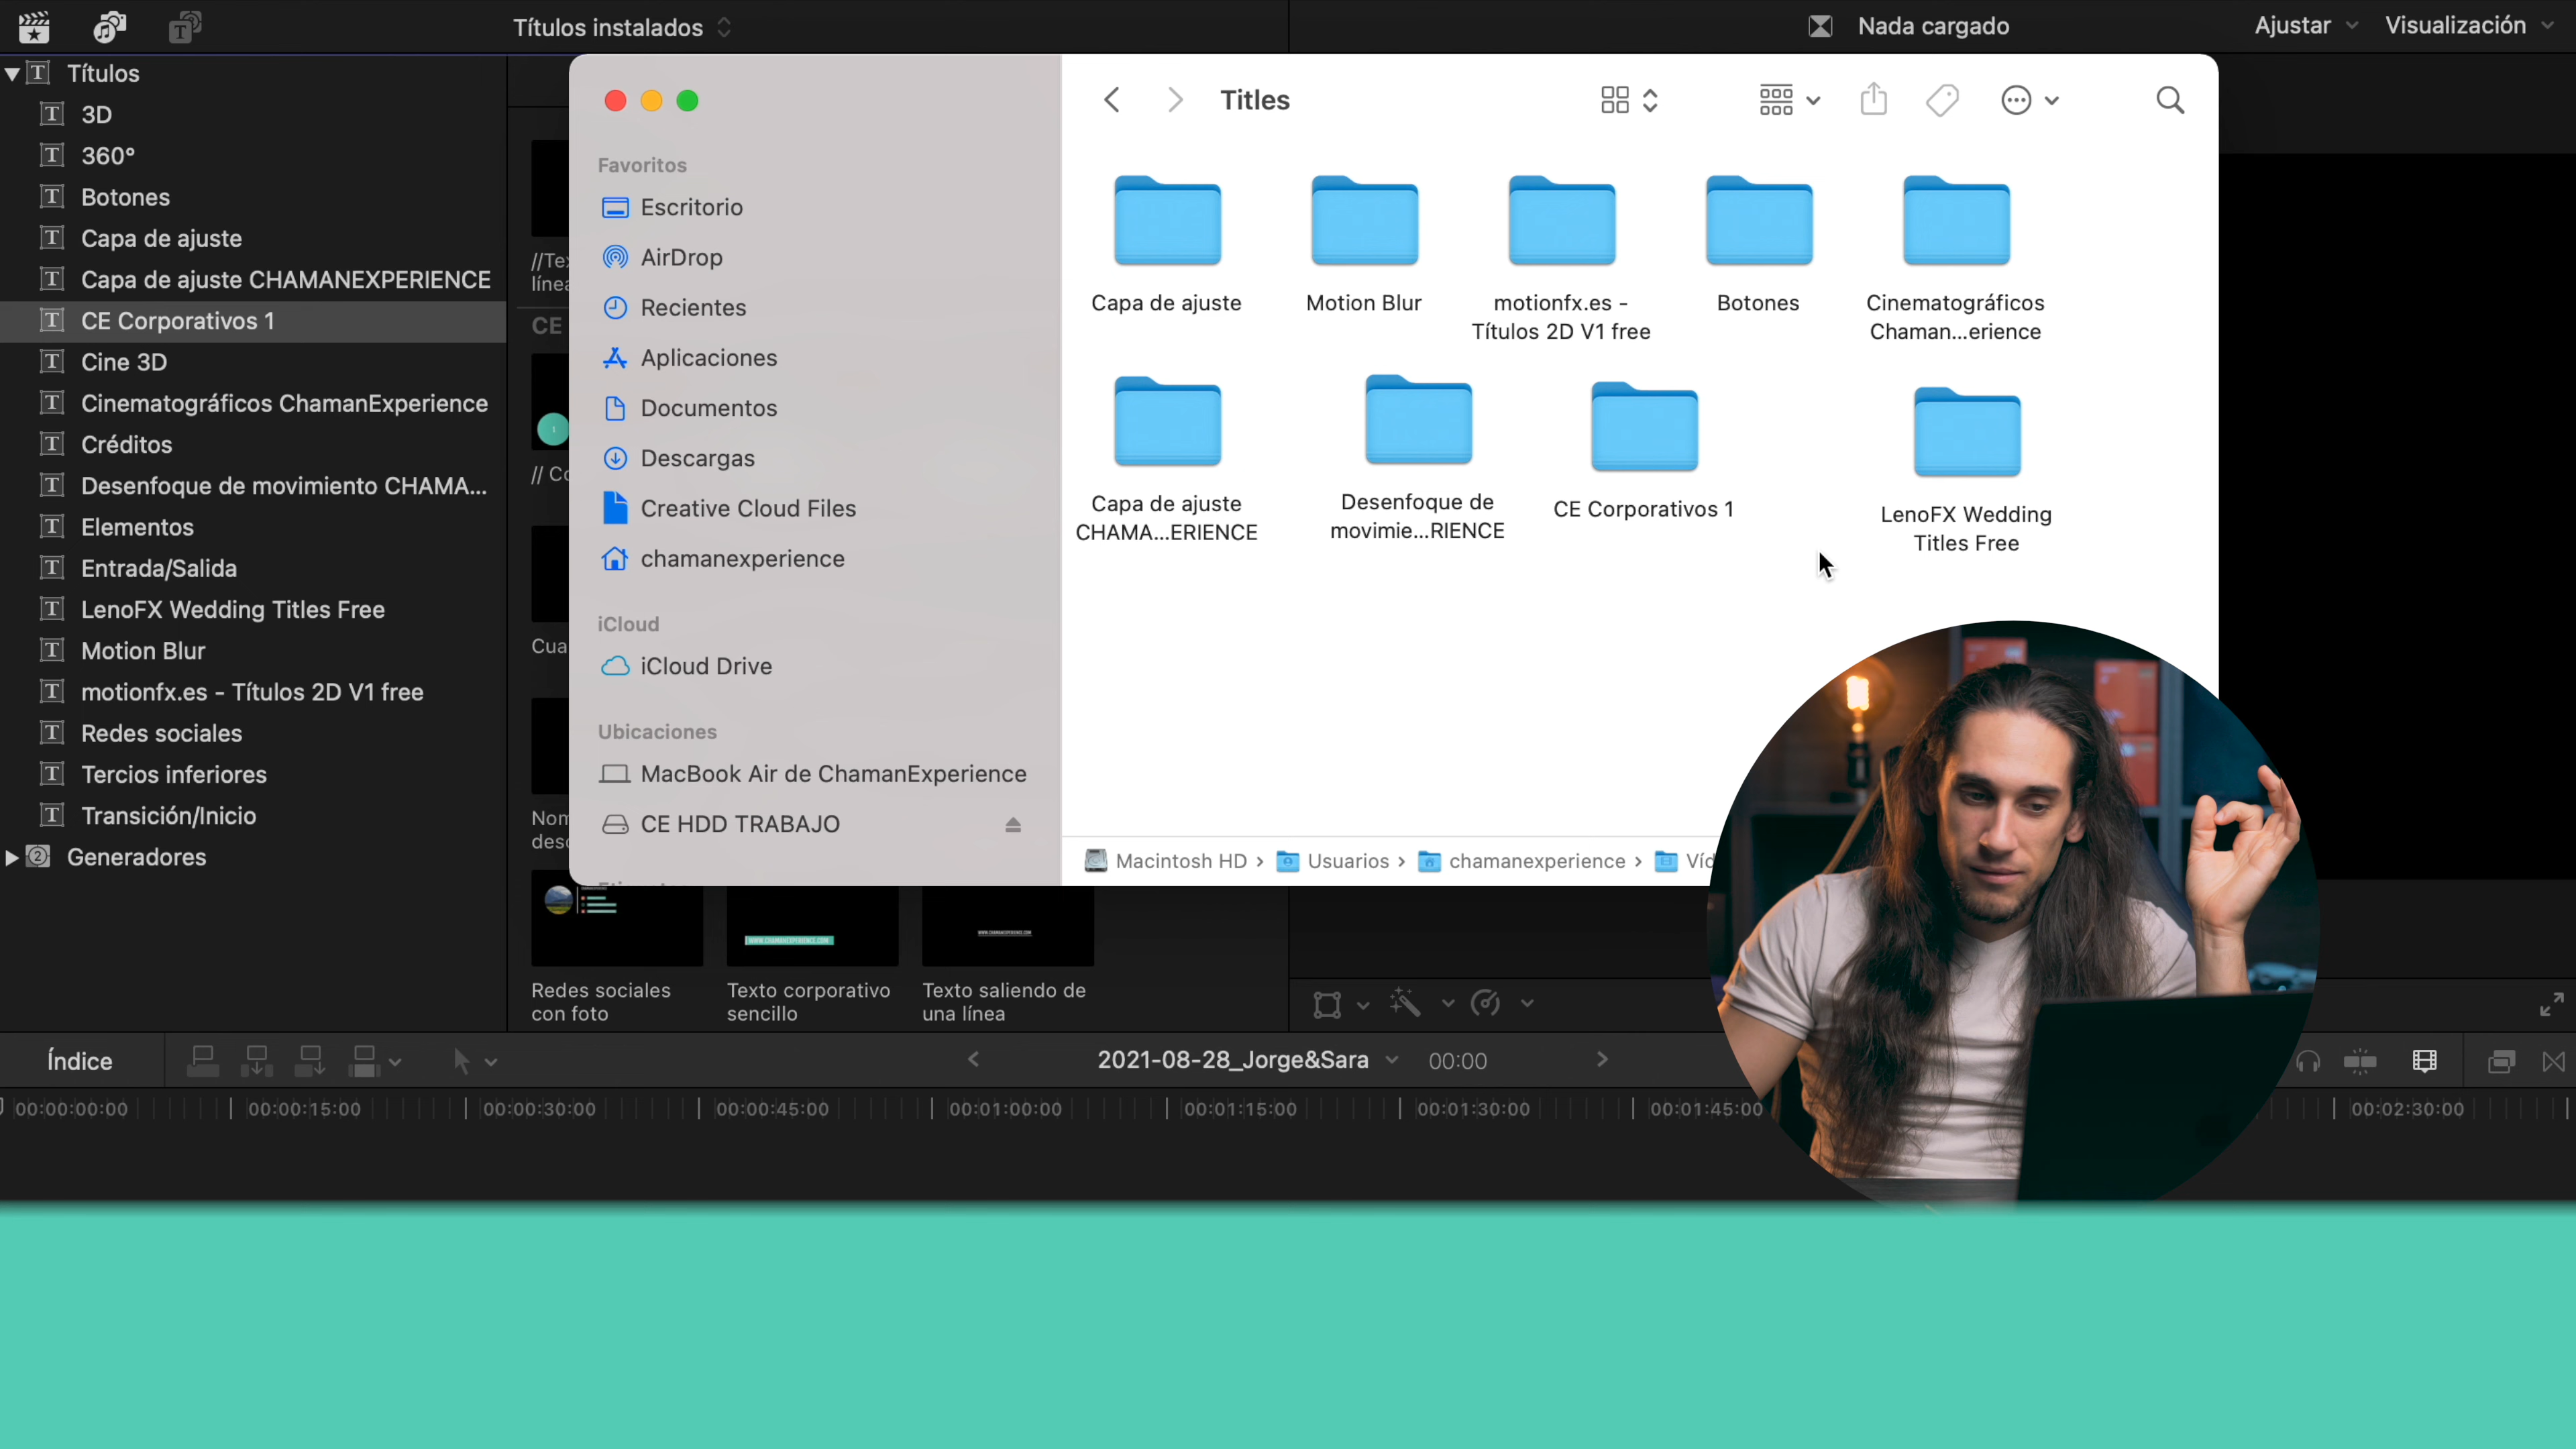 Títulos instalados
Nada cargado
Ajustar
Visualización
Títulos
3D
360°
Botones
Capa de ajuste
Capa de ajuste CHAMANEXPERIENCE
CE Corporativos 1
Cine 3D
Cinematográficos ChamanExperience
Créditos
Desenfoque de movimiento CHAMA...
Elementos
Entrada/Salida
LenoFX Wedding Titles Free
Motion Blur
motionfx.es - Títulos 2D V1 free
Redes sociales
Tercios inferiores
Transición/Inicio
Generadores
CE
Favoritos
Escritorio
AirDrop
Recientes
Aplicaciones
Documentos
Descargas
Creative Cloud Files
chamanexperience
iCloud
iCloud Drive
Ubicaciones
MacBook Air de ChamanExperience
CE HDD TRABAJO
Titles
Capa de ajuste
Motion Blur
motionfx.es -
Títulos 2D V1 free
Botones
Cinematográficos
Chaman...erience
Capa de ajuste
CHAMA...ERIENCE
Desenfoque de
movimie...RIENCE
CE Corporativos 1
LenoFX Wedding
Titles Free
Macintosh HD › Usuarios › chamanexperience ›
WWW.CHAMANEXPERIENCE.COM
WWW.CHAMANEXPERIENCE.COM
Redes sociales
con foto
Texto corporativo
sencillo
Texto saliendo de
una línea
Índice
2021-08-28_Jorge&Sara
00:00
00:00:00:00
00:00:15:00
00:00:30:00
00:00:45:00
00:01:00:00
00:01:15:00
00:01:30:00
00:01:45:00
00:02:30:00